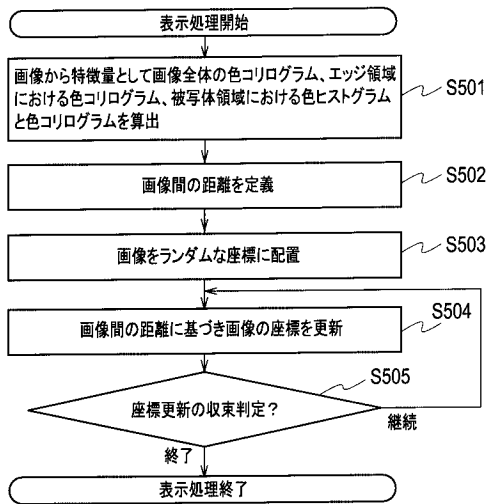 表示処理開始
画像から特徴量として画像全体の色コリログラム、エッジ領域
における色コリログラム、被写体領域における色ヒストグラム
と色コリログラムを算出
S501
画像間の距離を定義
S502
画像をランダムな座標に配置
S503
画像間の距離に基づき画像の座標を更新
S504
S505
座標更新の収束判定?
継続
終了
表示処理終了